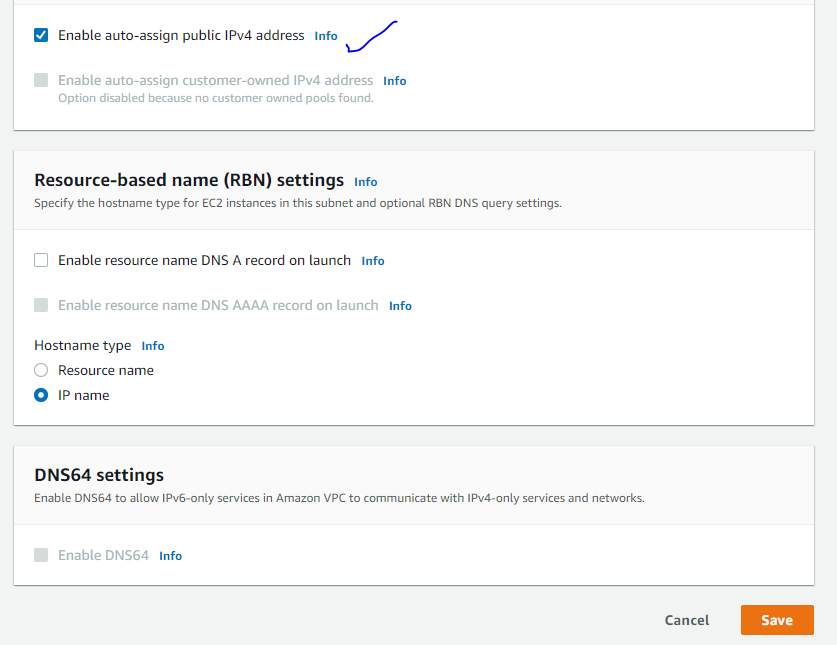 Enable auto-assign public IPv4 address Info
Enable auto-assign customer-owned IPv4 address Info
Option disabled because no customer owned pools found.
Resource-based name (RBN) settings Info
Specify the hostname type for EC2 instances in this subnet and optional RBN DNS query settings.
Enable resource name DNS A record on launch Info
Enable resource name DNS AAAA record on launch Info
Hostname type Info
Resource name
IP name
DNS64 settings
Enable DNS64 to allow IPv6-only services in Amazon VPC to communicate with IPv4-only services and networks.
Enable DNS64 Info
Cancel Save